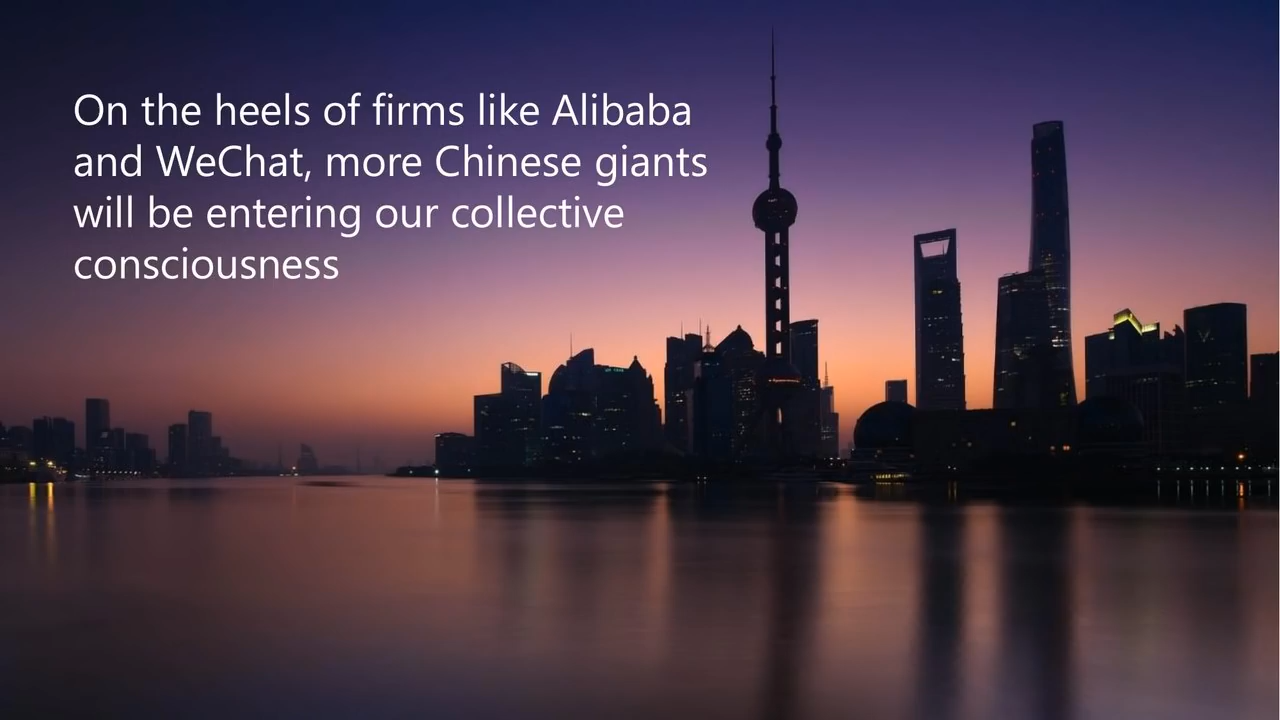 On the heels of firms like Alibaba
and WeChat, more Chinese giants
will be entering our collective
consciousness